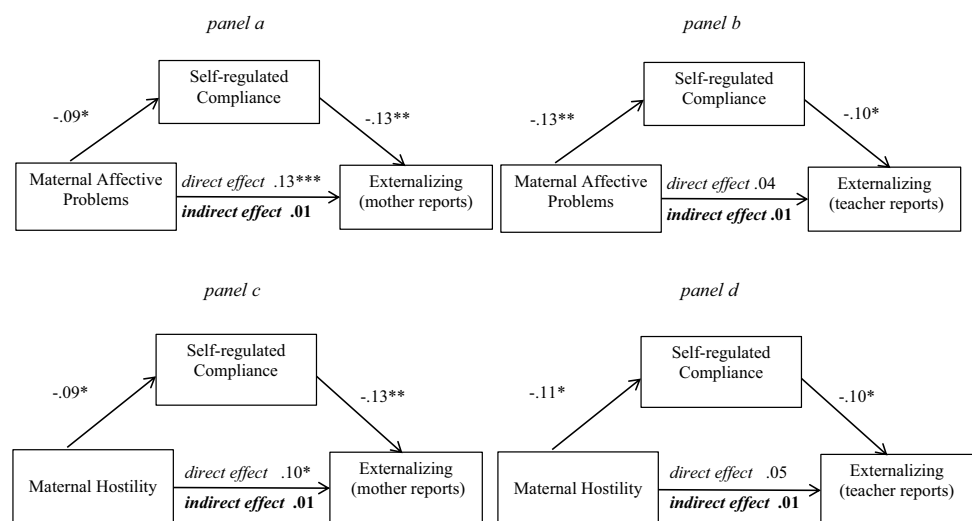 panel a
Self-regulated
Compliance
-.09*
-.13**
Maternal Affective
Problems
direct effect .13***
indirect effect .01
Externalizing
(mother reports)
panel b
Self-regulated
Compliance
-.13**
-.10*
Maternal Affective
Problems
direct effect .04
indirect effect .01
Externalizing
(teacher reports)
panel c
Self-regulated
Compliance
-.09*
-.13**
Maternal Hostility
direct effect .10*
indirect effect .01
Externalizing
(mother reports)
panel d
Self-regulated
Compliance
-.11*
-.10*
Maternal Hostility
direct effect .05
indirect effect .01
Externalizing
(teacher reports)